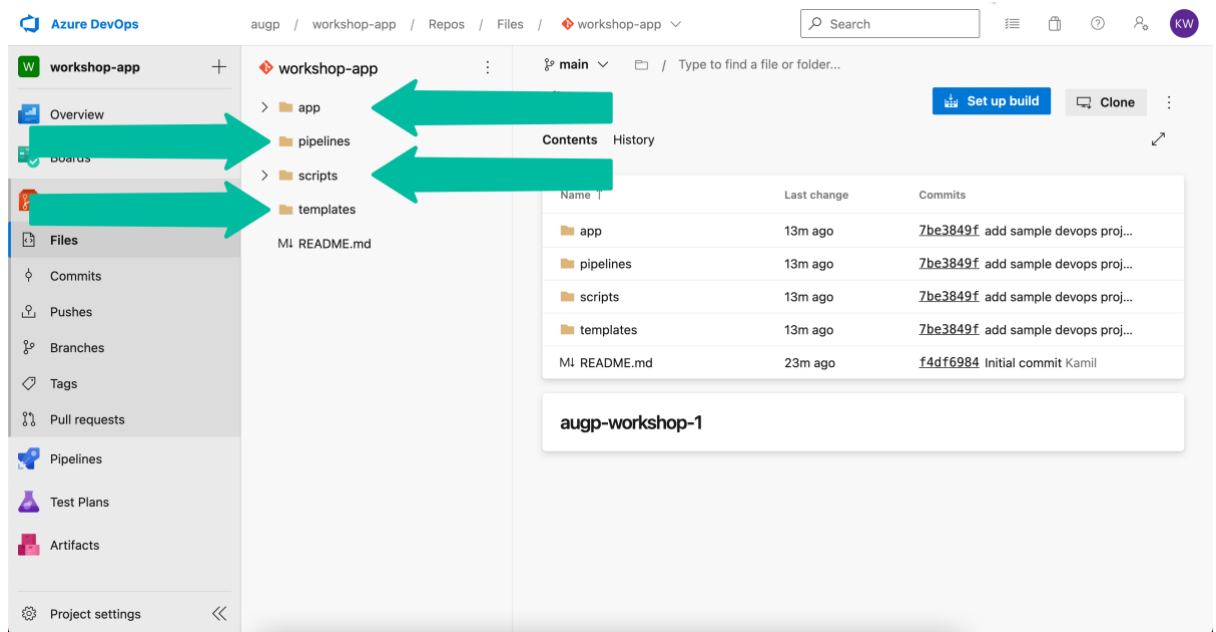 Azure DevOps
augp / workshop-app / Repos / Files / workshop-app
Search
KW
W workshop-app
Overview
Boards
Files
Commits
Pushes
Branches
Tags
Pull requests
Pipelines
Test Plans
Artifacts
Project settings
workshop-app
app
pipelines
scripts
templates
M↓ README.md
main
/ Type to find a file or folder...
Set up build
Clone
Contents History
Name ↑ Last change Commits
app 13m ago 7be3849f add sample devops proj...
pipelines 13m ago 7be3849f add sample devops proj...
scripts 13m ago 7be3849f add sample devops proj...
templates 13m ago 7be3849f add sample devops proj...
M↓ README.md 23m ago f4df6984 Initial commit Kamil
augp-workshop-1